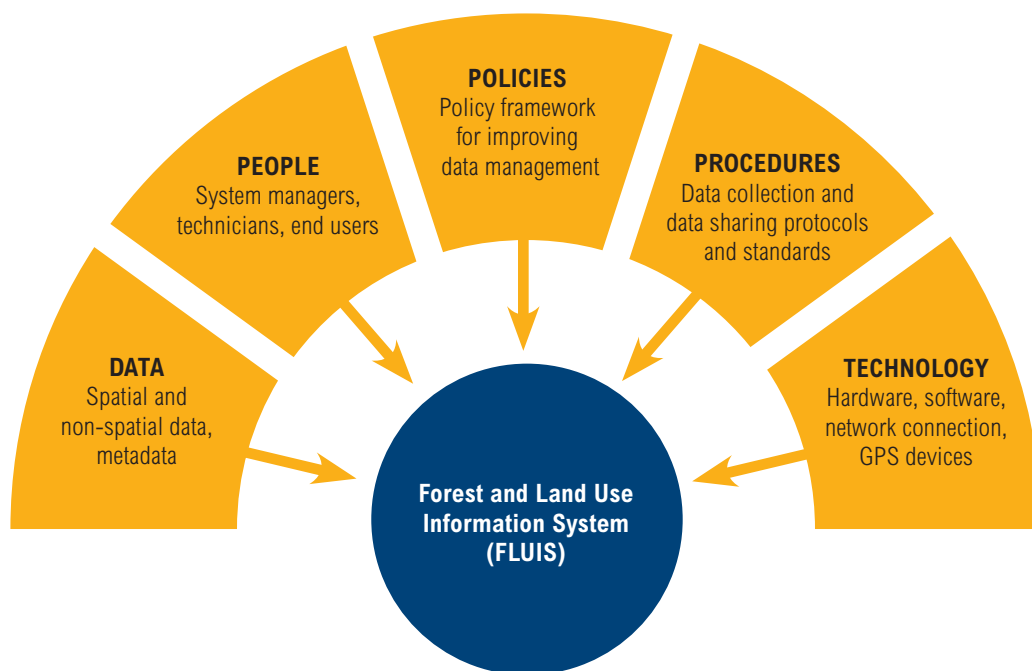 DATA
Spatial and
non-spatial data,
metadata
PEOPLE
System managers,
technicians, end users
POLICIES
Policy framework
for improving
data management
PROCEDURES
Data collection and
data sharing protocols
and standards
TECHNOLOGY
Hardware, software,
network connection,
GPS devices
Forest and Land Use
Information System
(FLUIS)